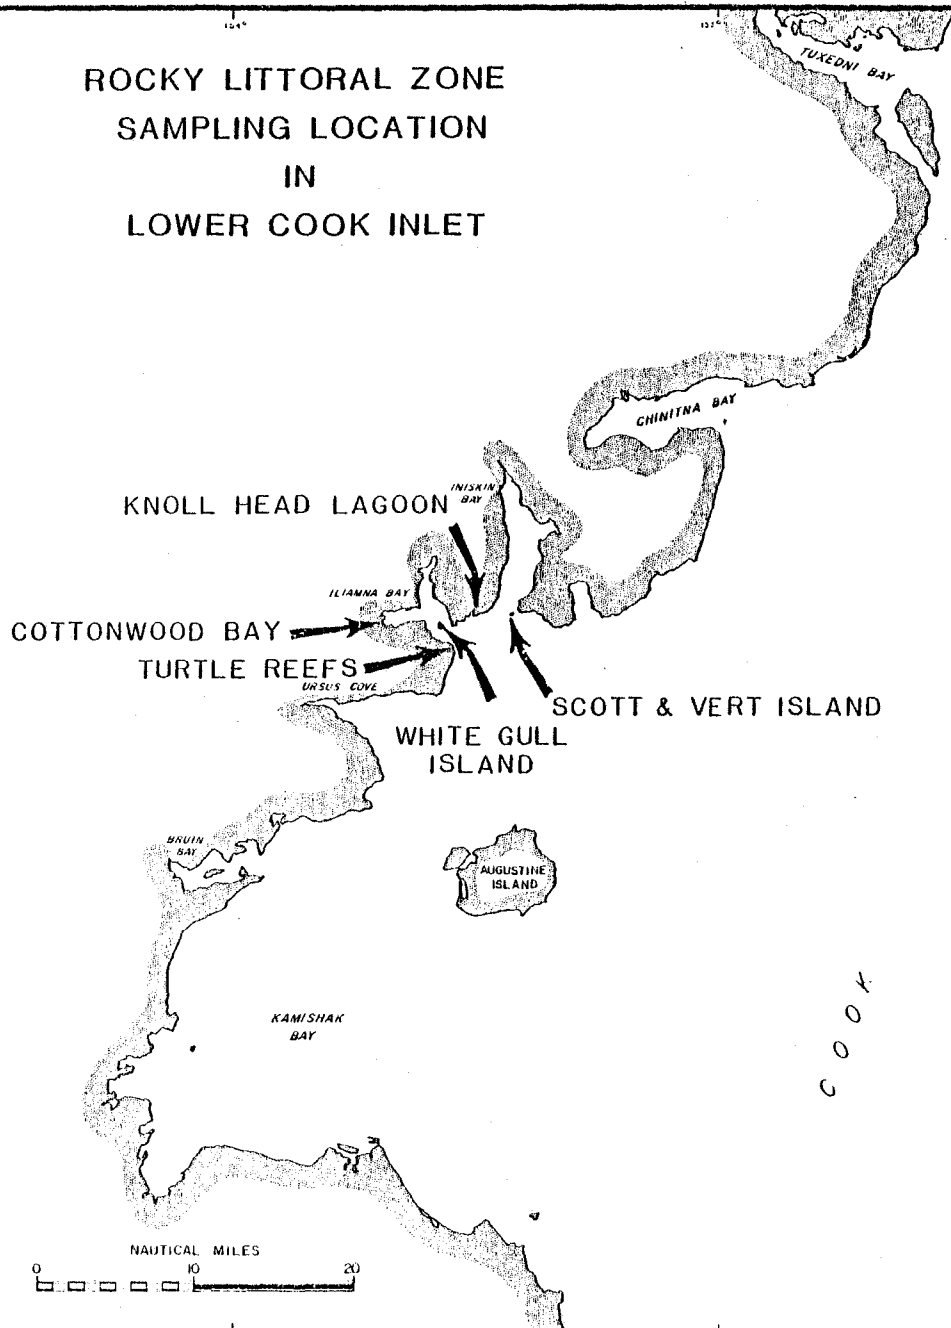 154°
153°
ROCKY LITTORAL ZONE
SAMPLING LOCATION
IN
LOWER COOK INLET
TUXEDNI BAY
CHINITNA BAY
INISKIN
BAY
KNOLL HEAD LAGOON
ILIAMNA BAY
COTTONWOOD BAY
TURTLE REEFS
URSUS COVE
SCOTT & VERT ISLAND
WHITE GULL
ISLAND
BRUIN
BAY
AUGUSTINE
ISLAND
KAMISHAK
BAY
COOK
NAUTICAL MILES
0 10 20